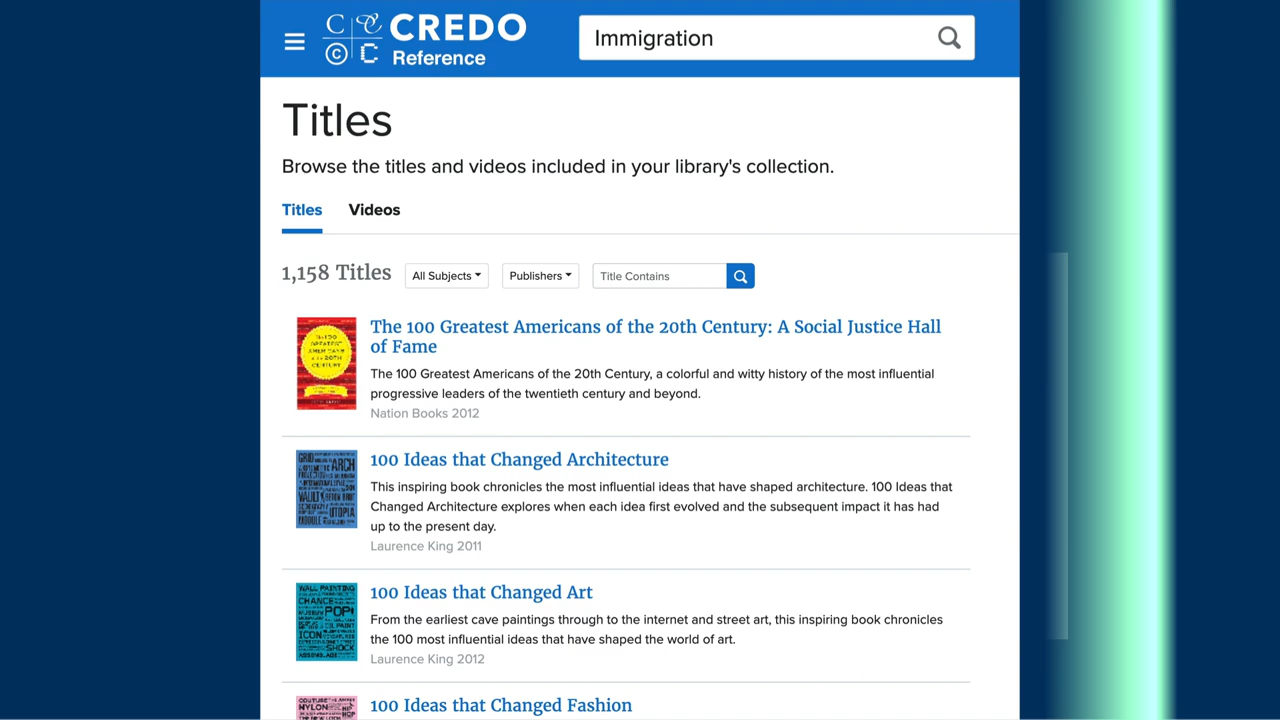 CREDO
Reference
Immigration
Titles
Browse the titles and videos included in your library's collection.
Titles Videos
1,158 Titles All Subjects Publishers Title Contains
The 100 Greatest Americans of the 20th Century: A Social Justice Hall
of Fame
The 100 Greatest Americans of the 20th Century, a colorful and witty history of the most influential
progressive leaders of the twentieth century and beyond.
Nation Books 2012
100 Ideas that Changed Architecture
This inspiring book chronicles the most influential ideas that have shaped architecture. 100 Ideas that
Changed Architecture explores when each idea first evolved and the subsequent impact it has had
up to the present day.
Laurence King 2011
100 Ideas that Changed Art
From the earliest cave paintings through to the internet and street art, this inspiring book chronicles
the 100 most influential ideas that have shaped the world of art.
Laurence King 2012
100 Ideas that Changed Fashion